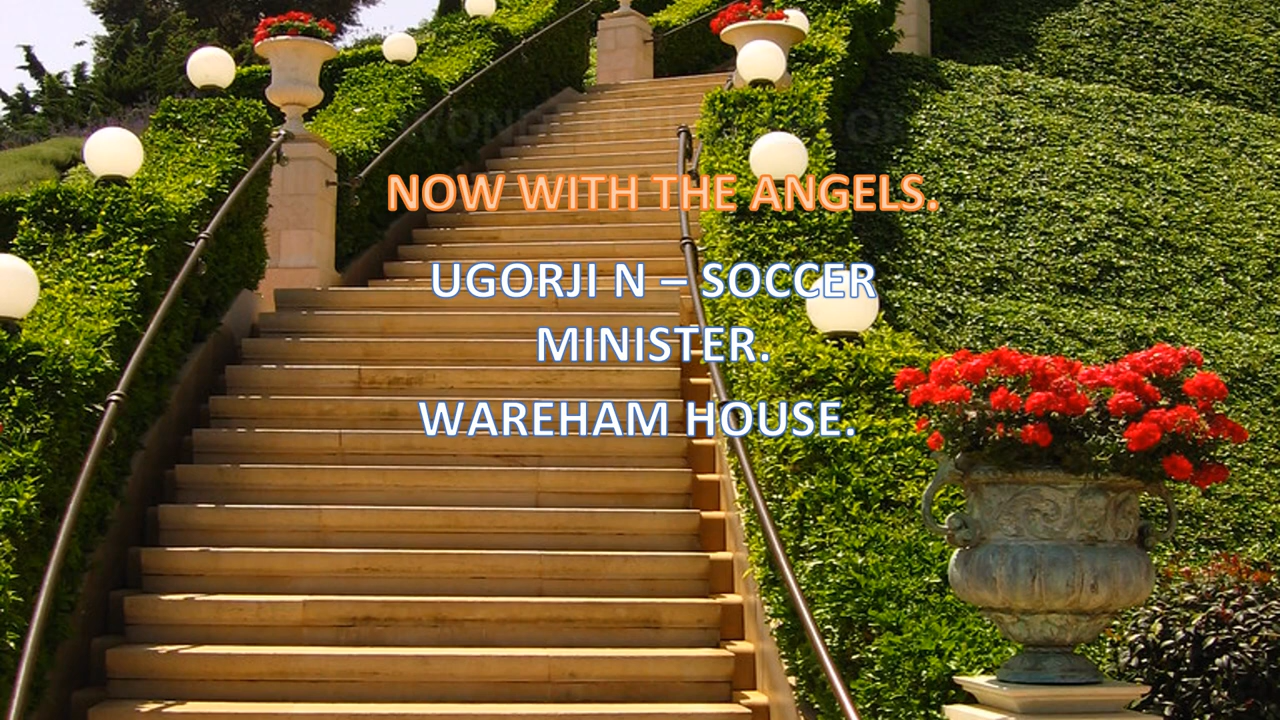 NOW WITH THE ANGELS.
UGORJI N – SOCCER
MINISTER.
WAREHAM HOUSE.